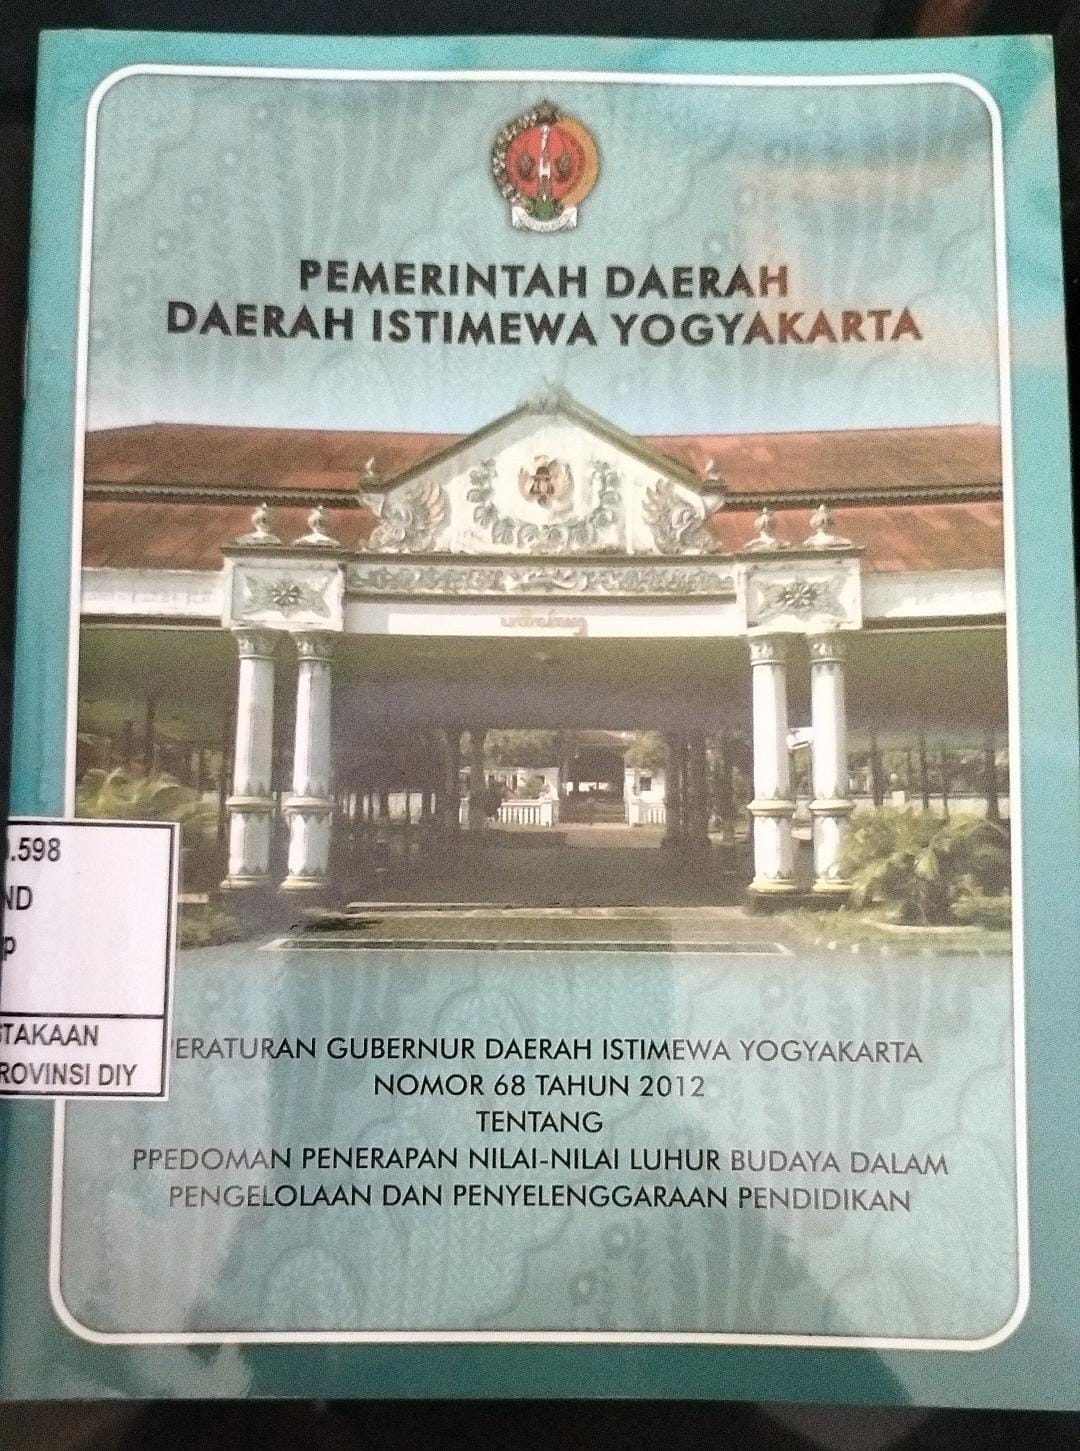 PEMERINTAH DAERAH
DAERAH ISTIMEWA YOGYAKARTA
.598
ND
p
STAKAAN
ROVINSI DIY
PERATURAN GUBERNUR DAERAH ISTIMEWA YOGYAKARTA
NOMOR 68 TAHUN 2012
TENTANG
PPEDOMAN PENERAPAN NILAI-NILAI LUHUR BUDAYA DALAM
PENGELOLAAN DAN PENYELENGGARAAN PENDIDIKAN